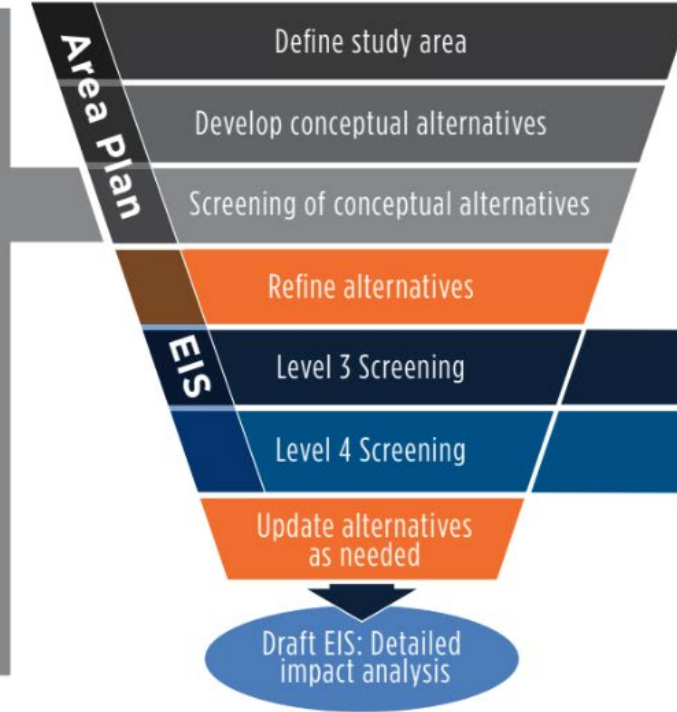 Area Plan
Define study area
Develop conceptual alternatives
Screening of conceptual alternatives
Refine alternatives
EIS
Level 3 Screening
Level 4 Screening
Update alternatives
as needed
Draft EIS: Detailed
impact analysis